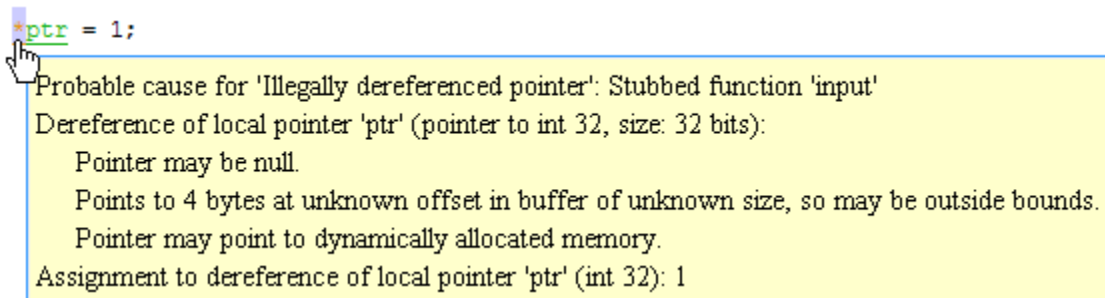 *ptr = 1;
Probable cause for 'Illegally dereferenced pointer': Stubbed function 'input'
Dereference of local pointer 'ptr' (pointer to int 32, size: 32 bits):
Pointer may be null.
Points to 4 bytes at unknown offset in buffer of unknown size, so may be outside bounds.
Pointer may point to dynamically allocated memory.
Assignment to dereference of local pointer 'ptr' (int 32): 1